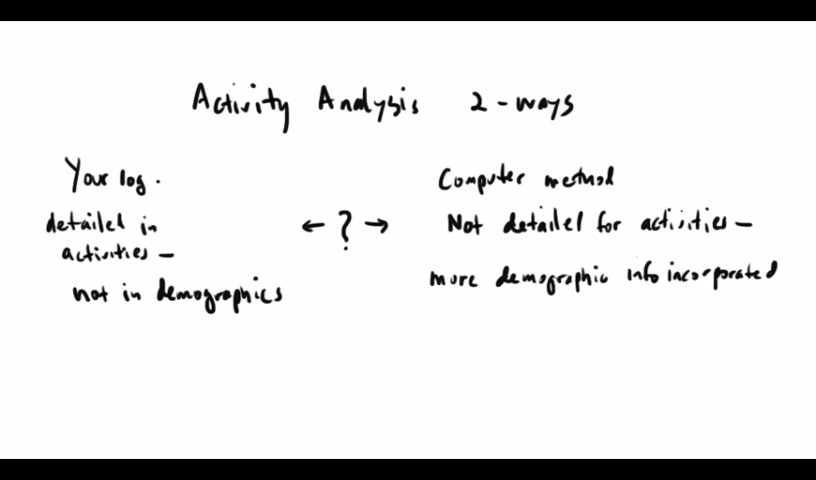 Activity Analysis 2-ways
Your log.
detailed in
activities -
not in demographics
← ? →
Computer method
Not detailed for activities -
more demographic info incorporated